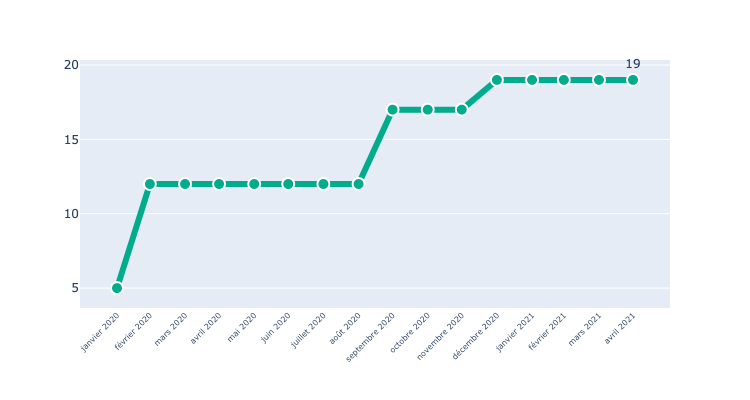 20
19
15
10
5
janvier 2020
février 2020
mars 2020
avril 2020
mai 2020
juin 2020
juillet 2020
août 2020
septembre 2020
octobre 2020
novembre 2020
décembre 2020
janvier 2021
février 2021
mars 2021
avril 2021